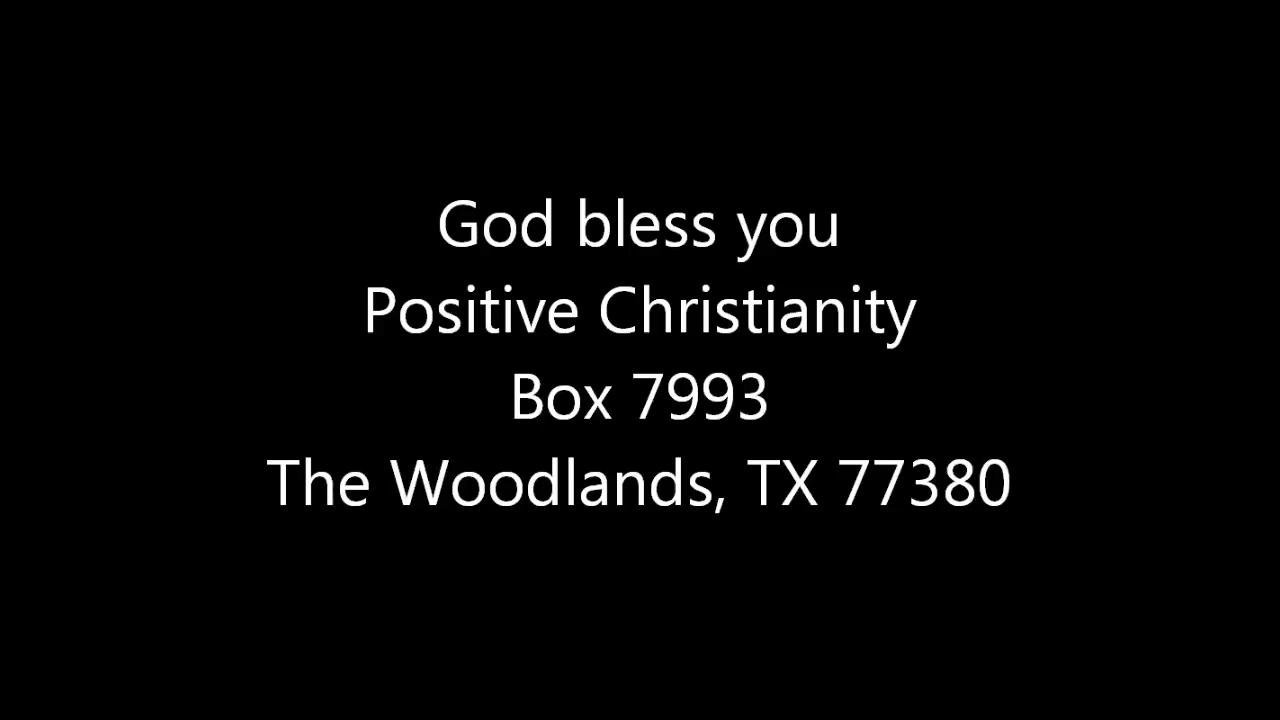 God bless you
Positive Christianity
Box 7993
The Woodlands, TX 77380